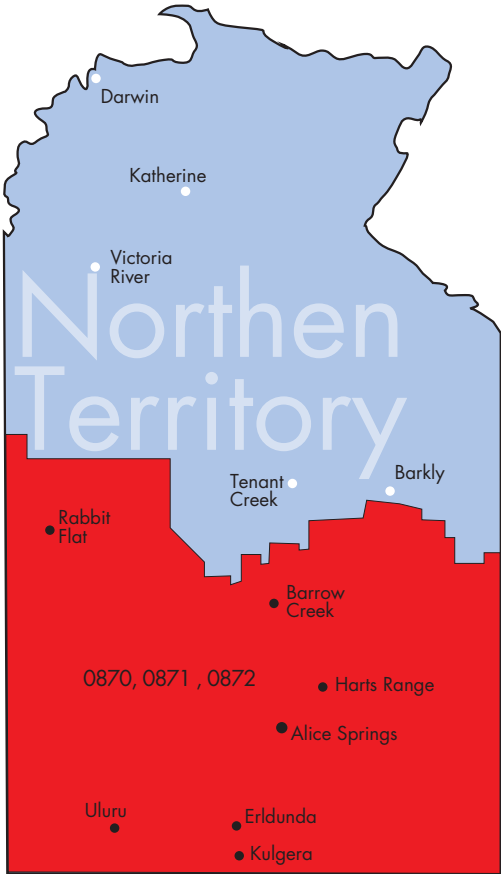 Darwin
Katherine
Victoria
River
Northen
Territory
Tenant
Creek
Barkly
Rabbit
Flat
Barrow
Creek
0870, 0871 , 0872
Harts Range
Alice Springs
Uluru
Erldunda
Kulgera